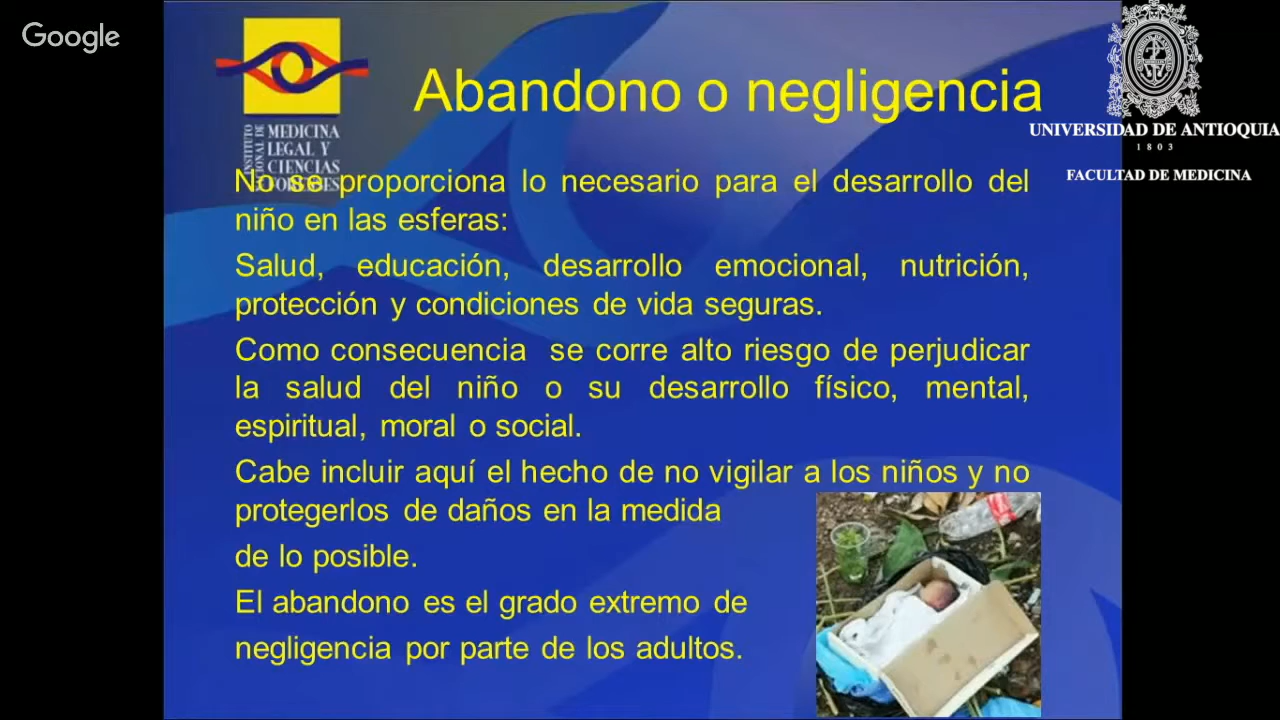 Google
Abandono o negligencia
INSTITUTO NACIONAL DE
MEDICINA
LEGAL Y
CIENCIAS
FORENSES
UNIVERSIDAD DE ANTIOQUIA
1803
FACULTAD DE MEDICINA
No se proporciona lo necesario para el desarrollo del
niño en las esferas:
Salud, educación, desarrollo emocional, nutrición,
protección y condiciones de vida seguras.
Como consecuencia se corre alto riesgo de perjudicar
la salud del niño o su desarrollo físico, mental,
espiritual, moral o social.
Cabe incluir aquí el hecho de no vigilar a los niños y no
protegerlos de daños en la medida
de lo posible.
El abandono es el grado extremo de
negligencia por parte de los adultos.